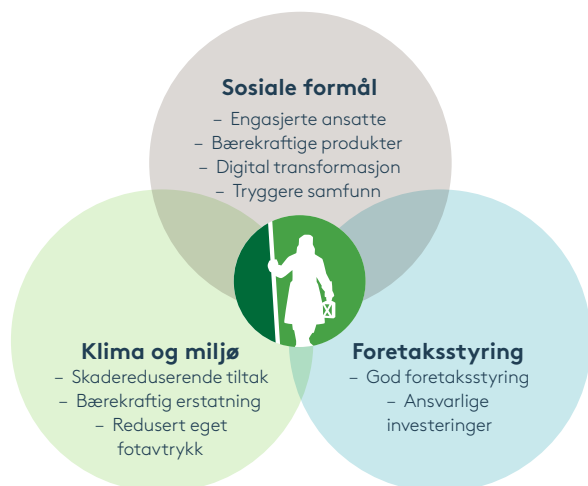 Sosiale formål
– Engasjerte ansatte
– Bærekraftige produkter
– Digital transformasjon
– Tryggere samfunn
Klima og miljø
– Skadereduserende tiltak
– Bærekraftig erstatning
– Redusert eget
fotavtrykk
Foretaksstyring
– God foretaksstyring
– Ansvarlige
investeringer